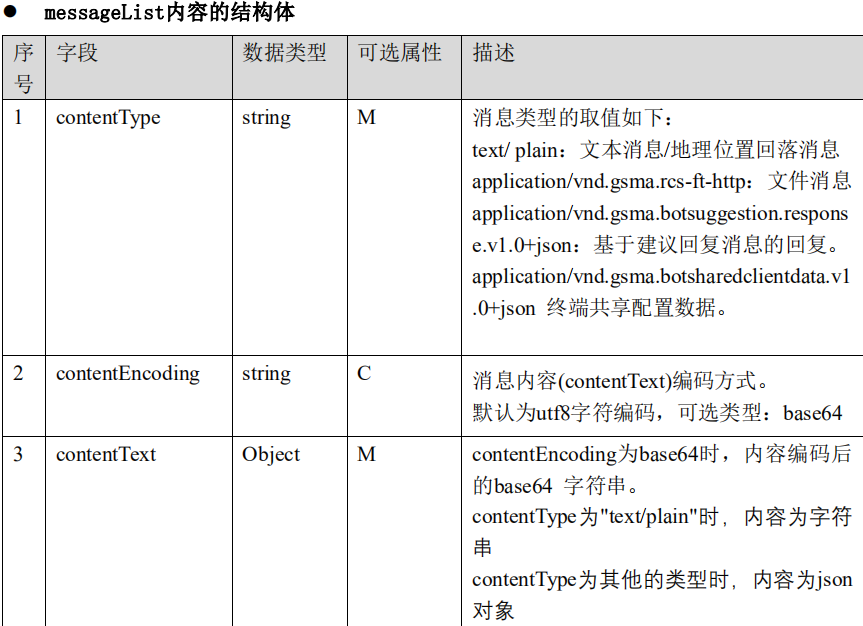 ● messageList内容的结构体
序号 字段 数据类型 可选属性 描述
1 contentType string M 消息类型的取值如下：
text/ plain：文本消息/地理位置回落消息
application/vnd.gsma.rcs-ft-http：文件消息
application/vnd.gsma.botsuggestion.respons
e.v1.0+json：基于建议回复消息的回复。
application/vnd.gsma.botsharedclientdata.v1
.0+json 终端共享配置数据。
2 contentEncoding string C 消息内容(contentText)编码方式。
默认为utf8字符编码，可选类型：base64
3 contentText Object M contentEncoding为base64时，内容编码后
的base64 字符串。
contentType为"text/plain"时，内容为字符
串
contentType为其他的类型时，内容为json
对象